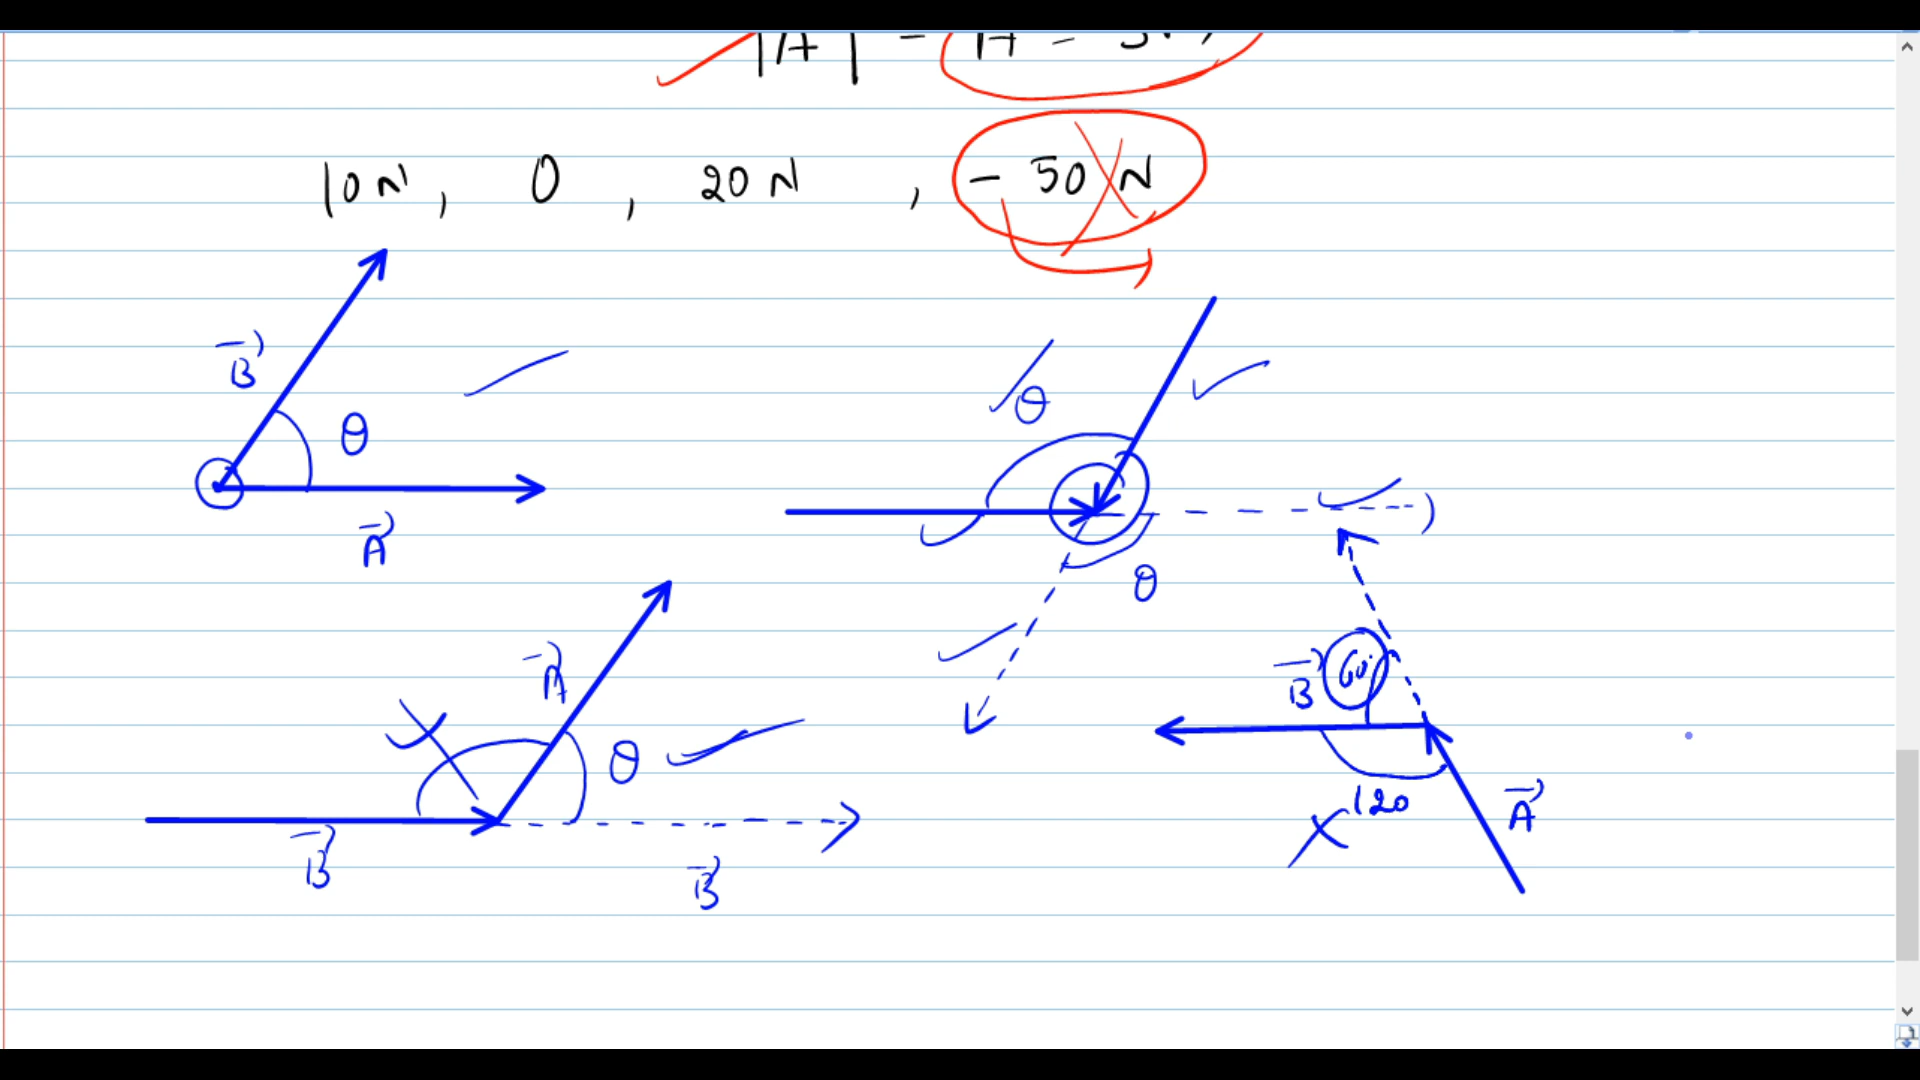 |A| = A = 
10 N, 0, 20 N, - 50 N
B⃗
θ
θ
A⃗
θ
A⃗
B⃗ 60°
θ
120
A⃗
B⃗
B⃗